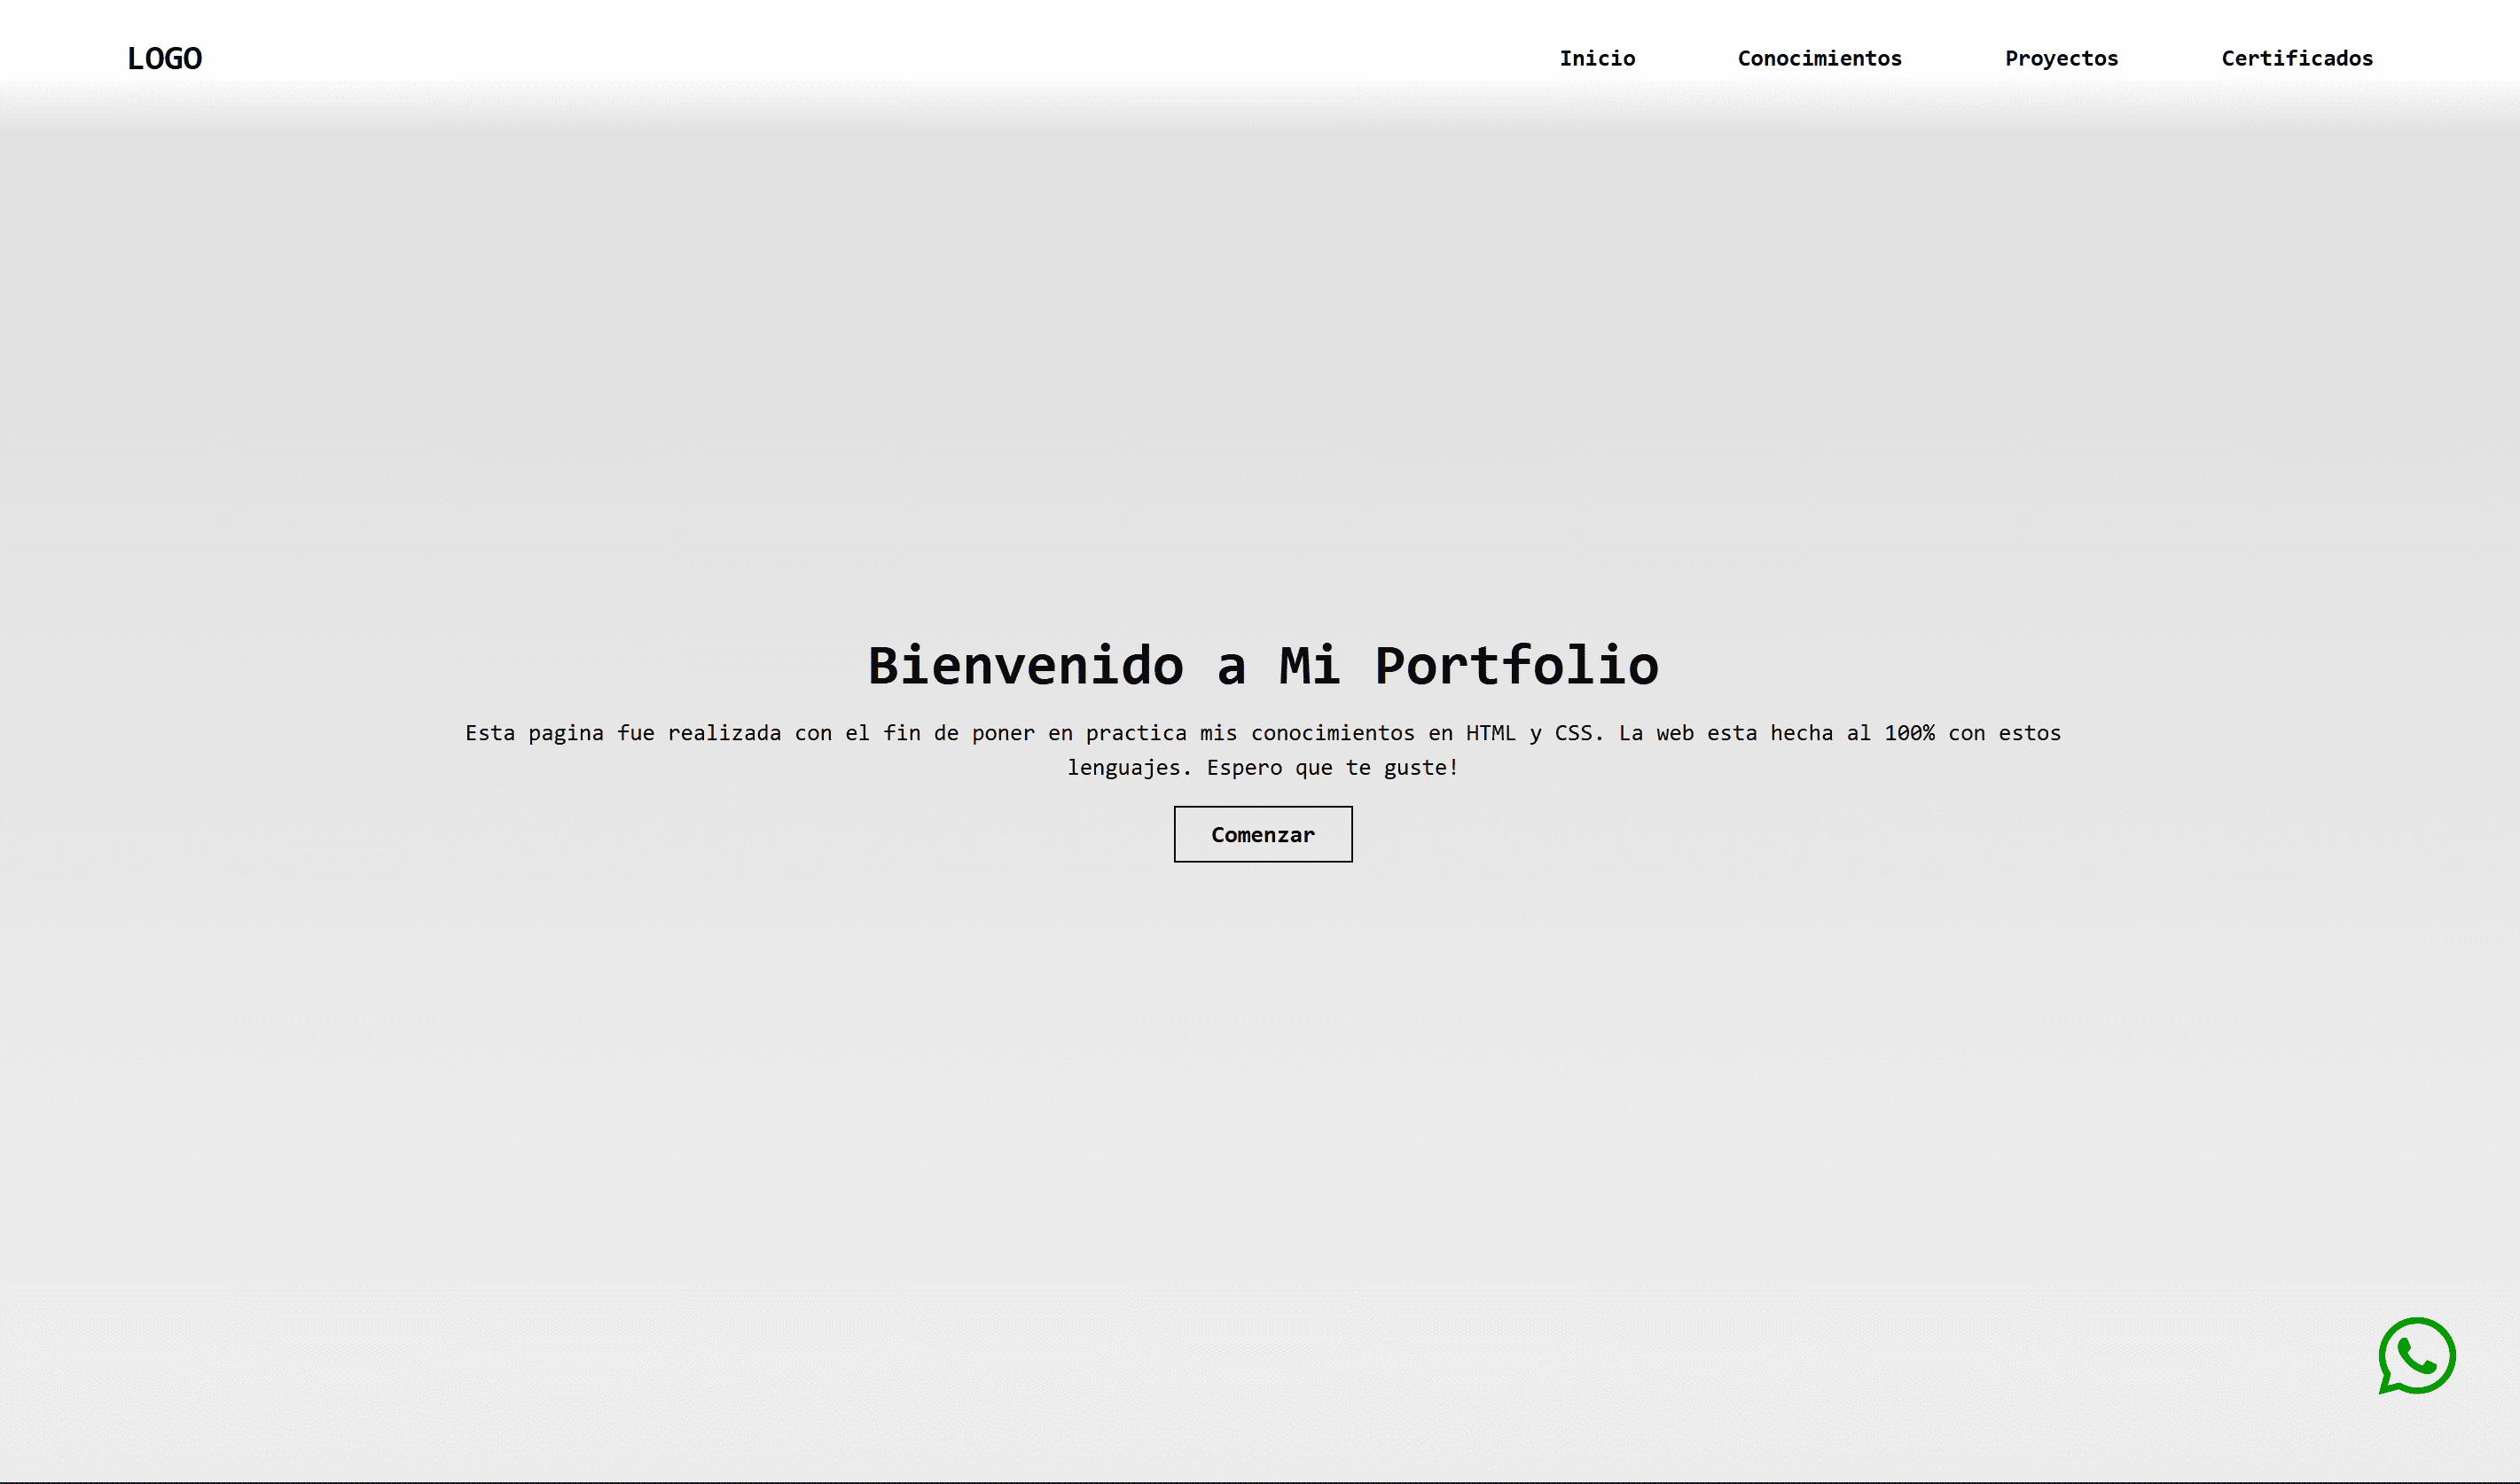 LOGO
Inicio
Conocimientos
Proyectos
Certificados
Bienvenido a Mi Portfolio
Esta pagina fue realizada con el fin de poner en practica mis conocimientos en HTML y CSS. La web esta hecha al 100% con estos
lenguajes. Espero que te guste!
Comenzar